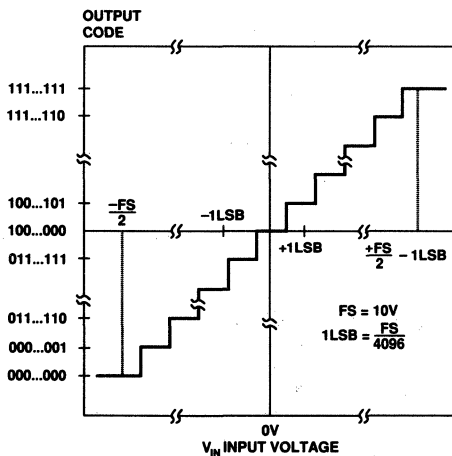 OUTPUT
CODE
111...111
111...110
100...101
100...000
011...111
011...110
000...001
000...000
–FS
2
–1LSB
+1LSB
+FS
2
– 1LSB
FS = 10V
1LSB = FS
4096
0V
VIN INPUT VOLTAGE